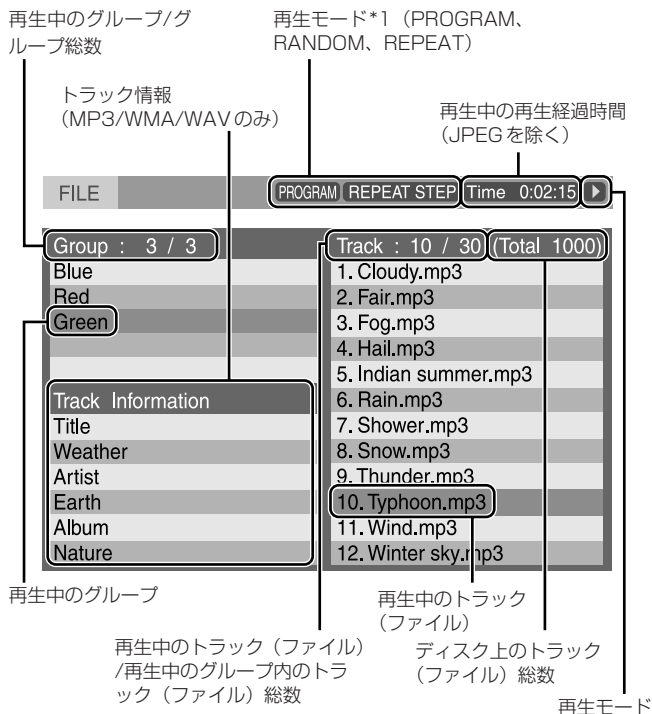 再生中のグループ/グ
ループ総数
再生モード*1（PROGRAM、
RANDOM、REPEAT）
トラック情報
（MP3/WMA/WAVのみ）
再生中の再生経過時間
（JPEGを除く）
FILE
PROGRAM REPEAT STEP Time 0:02:15
Group : 3 / 3
Blue
Red
Green
Track Information
Title
Weather
Artist
Earth
Album
Nature
Track : 10 / 30 (Total 1000)
1. Cloudy.mp3
2. Fair.mp3
3. Fog.mp3
4. Hail.mp3
5. Indian summer.mp3
6. Rain.mp3
7. Shower.mp3
8. Snow.mp3
9. Thunder.mp3
10. Typhoon.mp3
11. Wind.mp3
12. Winter sky.mp3
再生中のグループ
再生中のトラック
（ファイル）
再生中のトラック（ファイル）
/再生中のグループ内のトラ
ック（ファイル）総数
ディスク上のトラック
（ファイル）総数
再生モード